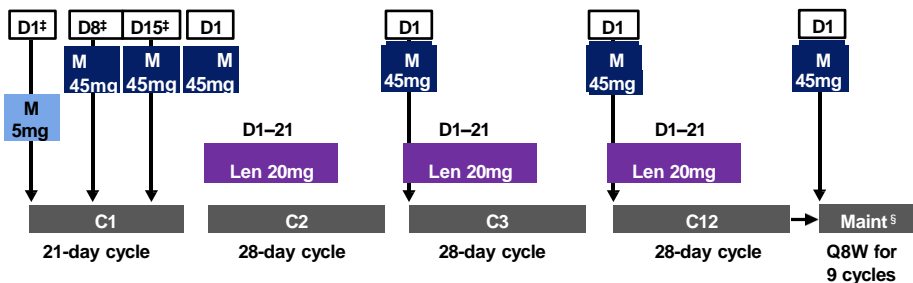 D1‡ D8‡ D15‡ D1 D1 D1 D1
M M M M M M
45mg 45mg 45mg 45mg 45mg 45mg
M
5mg
D1–21 D1–21 D1–21
Len 20mg Len 20mg Len 20mg
C1 C2 C3 C12 Maint §
21-day cycle 28-day cycle 28-day cycle 28-day cycle Q8W for
9 cycles